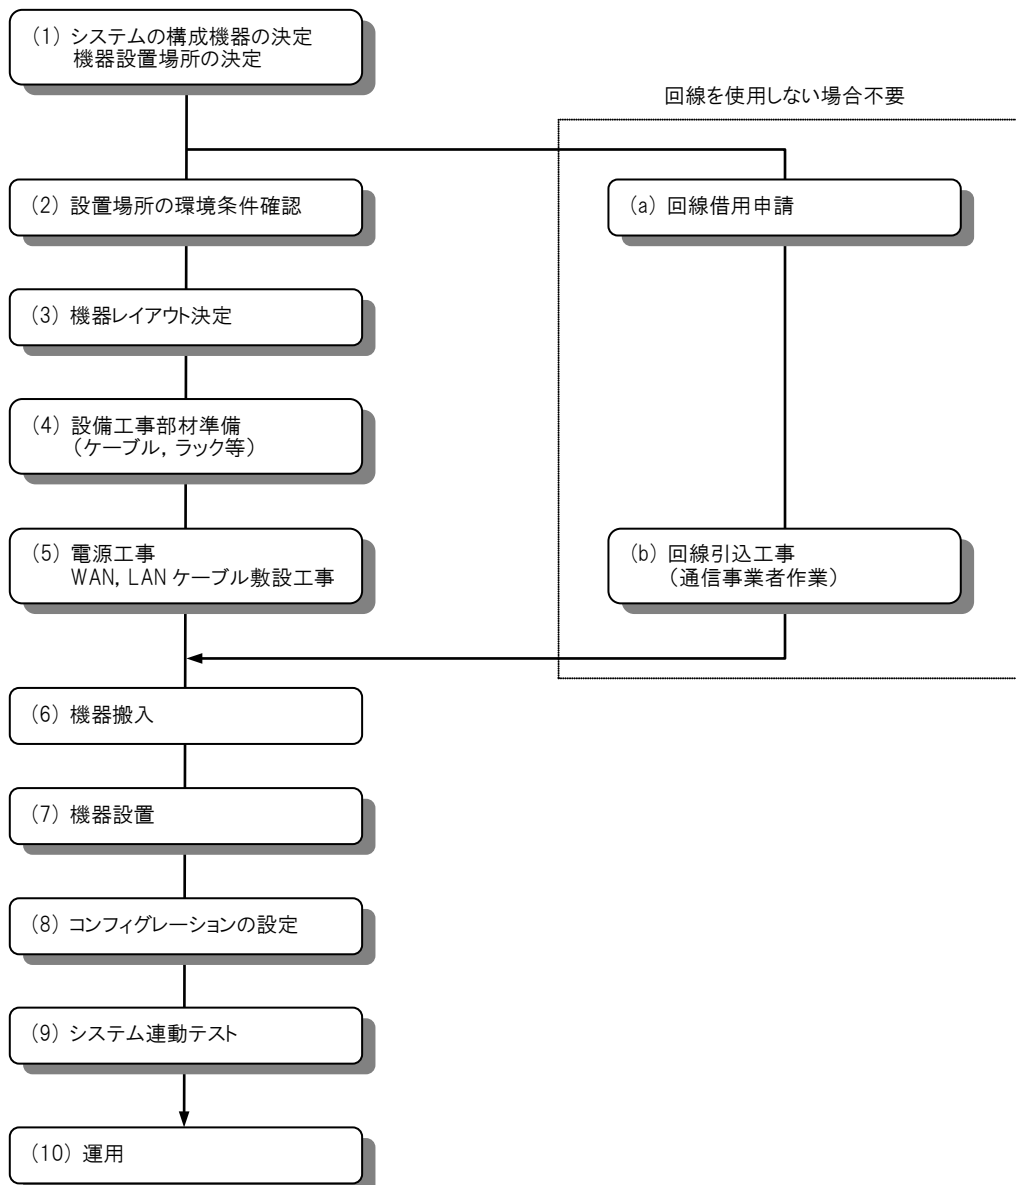 (1) システムの構成機器の決定
機器設置場所の決定
回線を使用しない場合不要
(2) 設置場所の環境条件確認
(a) 回線借用申請
(3) 機器レイアウト決定
(4) 設備工事部材準備
（ケーブル, ラック等）
(5) 電源工事
WAN, LAN ケーブル敷設工事
(b) 回線引込工事
（通信事業者作業）
(6) 機器搬入
(7) 機器設置
(8) コンフィグレーションの設定
(9) システム連動テスト
(10) 運用